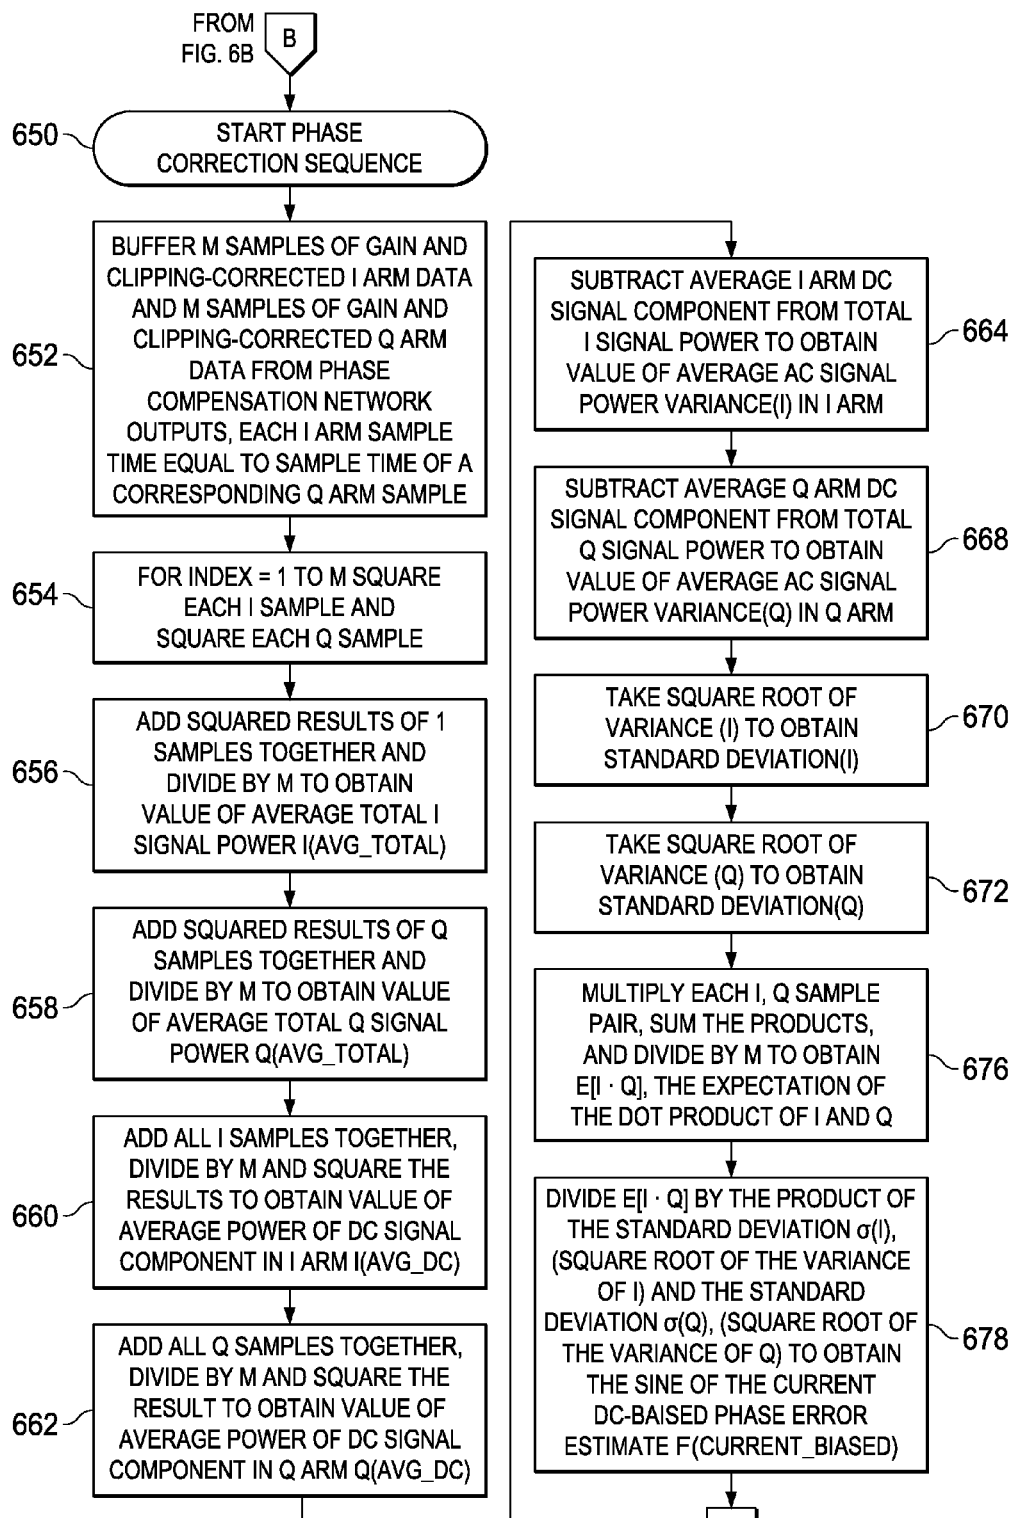 FROM
FIG. 6B
B
650
START PHASE
CORRECTION SEQUENCE
652
BUFFER M SAMPLES OF GAIN AND
CLIPPING-CORRECTED I ARM DATA
AND M SAMPLES OF GAIN AND
CLIPPING-CORRECTED Q ARM
DATA FROM PHASE
COMPENSATION NETWORK
OUTPUTS, EACH I ARM SAMPLE
TIME EQUAL TO SAMPLE TIME OF A
CORRESPONDING Q ARM SAMPLE
654
FOR INDEX = 1 TO M SQUARE
EACH I SAMPLE AND
SQUARE EACH Q SAMPLE
656
ADD SQUARED RESULTS OF 1
SAMPLES TOGETHER AND
DIVIDE BY M TO OBTAIN
VALUE OF AVERAGE TOTAL I
SIGNAL POWER I(AVG_TOTAL)
658
ADD SQUARED RESULTS OF Q
SAMPLES TOGETHER AND
DIVIDE BY M TO OBTAIN VALUE
OF AVERAGE TOTAL Q SIGNAL
POWER Q(AVG_TOTAL)
660
ADD ALL I SAMPLES TOGETHER,
DIVIDE BY M AND SQUARE THE
RESULTS TO OBTAIN VALUE OF
AVERAGE POWER OF DC SIGNAL
COMPONENT IN I ARM I(AVG_DC)
662
ADD ALL Q SAMPLES TOGETHER,
DIVIDE BY M AND SQUARE THE
RESULT TO OBTAIN VALUE OF
AVERAGE POWER OF DC SIGNAL
COMPONENT IN Q ARM Q(AVG_DC)
SUBTRACT AVERAGE I ARM DC
SIGNAL COMPONENT FROM TOTAL
I SIGNAL POWER TO OBTAIN
VALUE OF AVERAGE AC SIGNAL
POWER VARIANCE(I) IN I ARM
664
SUBTRACT AVERAGE Q ARM DC
SIGNAL COMPONENT FROM TOTAL
Q SIGNAL POWER TO OBTAIN
VALUE OF AVERAGE AC SIGNAL
POWER VARIANCE(Q) IN Q ARM
668
TAKE SQUARE ROOT OF
VARIANCE (I) TO OBTAIN
STANDARD DEVIATION(I)
670
TAKE SQUARE ROOT OF
VARIANCE (Q) TO OBTAIN
STANDARD DEVIATION(Q)
672
MULTIPLY EACH I, Q SAMPLE
PAIR, SUM THE PRODUCTS,
AND DIVIDE BY M TO OBTAIN
E[I · Q], THE EXPECTATION OF
THE DOT PRODUCT OF I AND Q
676
DIVIDE E[I · Q] BY THE PRODUCT OF
THE STANDARD DEVIATION σ(I),
(SQUARE ROOT OF THE VARIANCE
OF I) AND THE STANDARD
DEVIATION σ(Q), (SQUARE ROOT OF
THE VARIANCE OF Q) TO OBTAIN
THE SINE OF THE CURRENT
DC-BAISED PHASE ERROR
ESTIMATE F(CURRENT_BIASED)
678